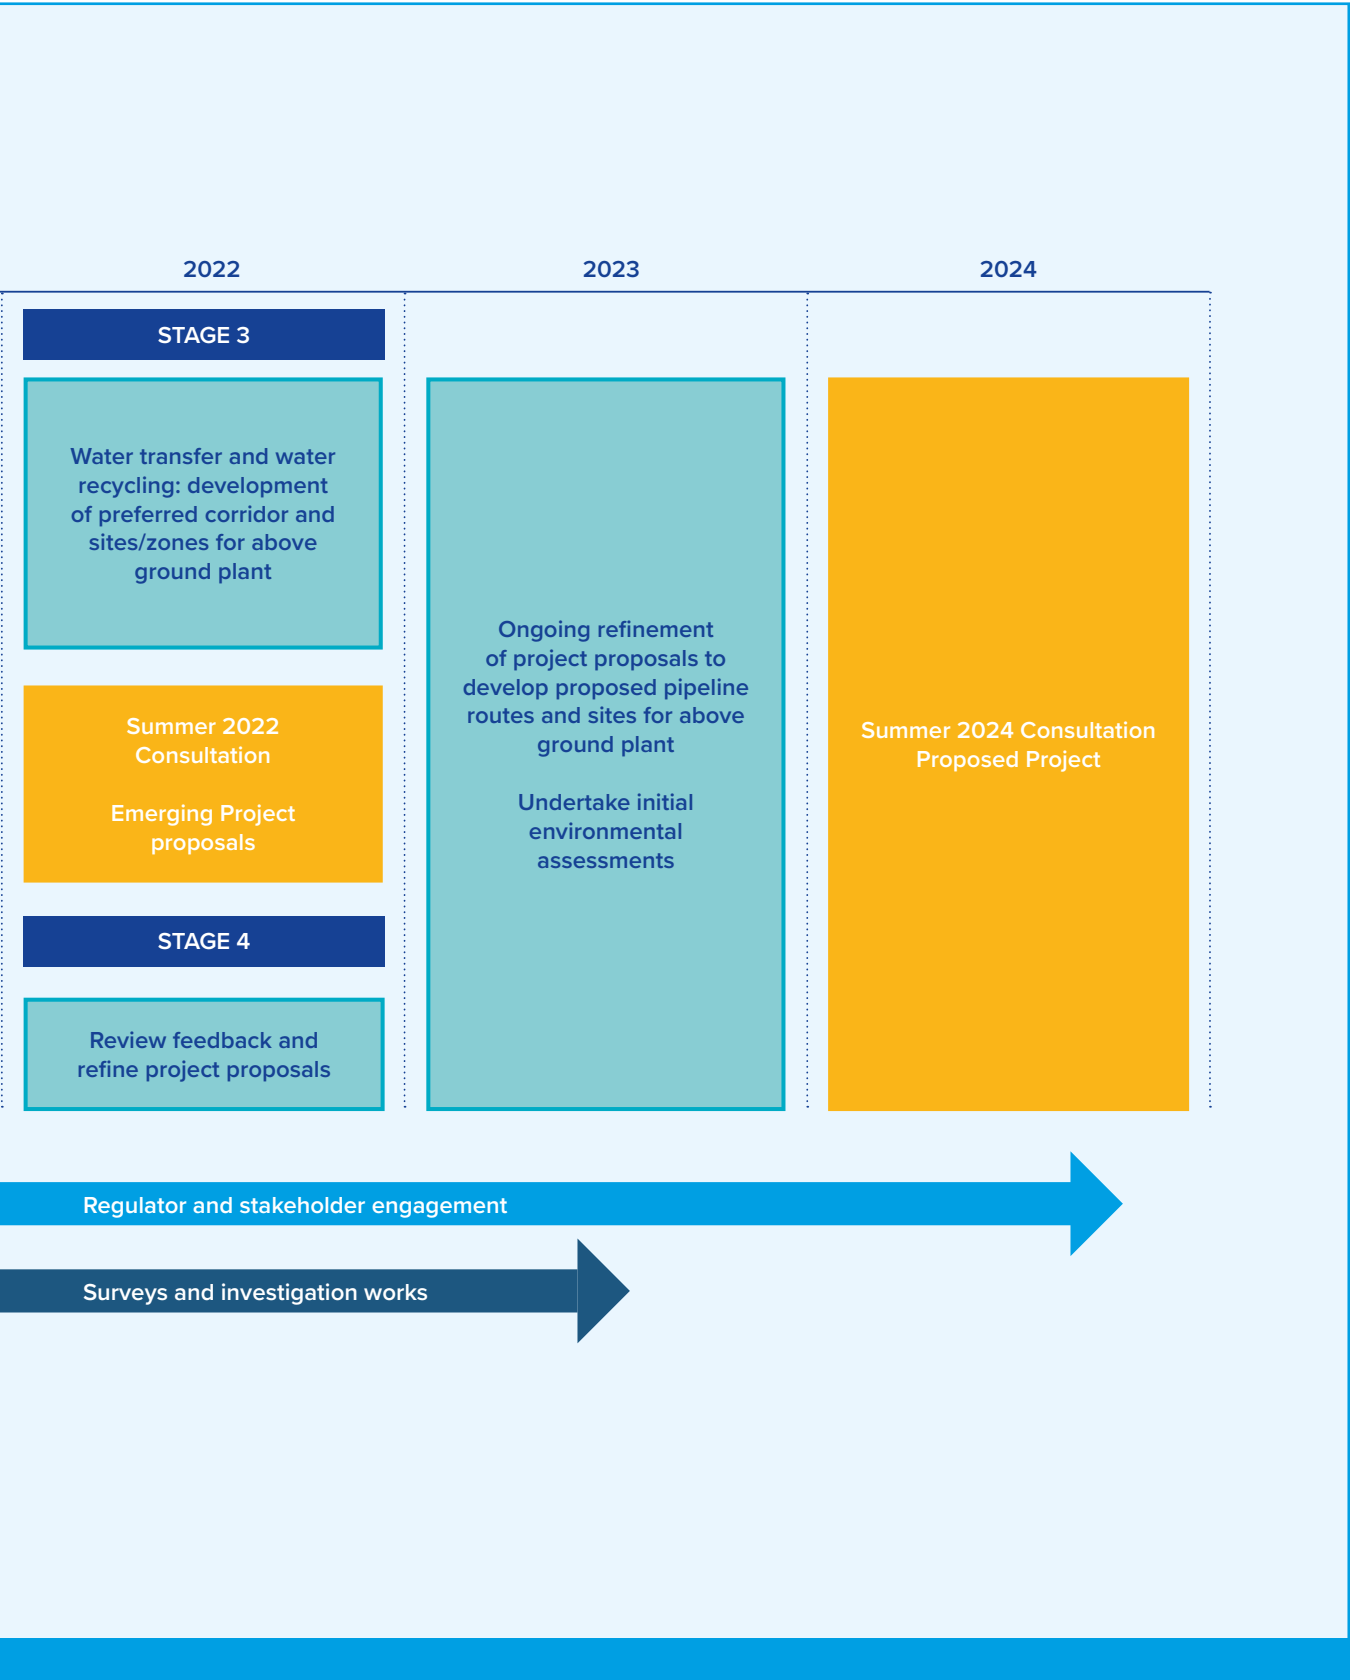 2022
2023
2024
STAGE 3
Water transfer and water
recycling: development
of preferred corridor and
sites/zones for above
ground plant
Summer 2022
Consultation
Emerging Project
proposals
STAGE 4
Review feedback and
refine project proposals
Ongoing refinement
of project proposals to
develop proposed pipeline
routes and sites for above
ground plant
Undertake initial
environmental
assessments
Summer 2024 Consultation
Proposed Project
Regulator and stakeholder engagement
Surveys and investigation works